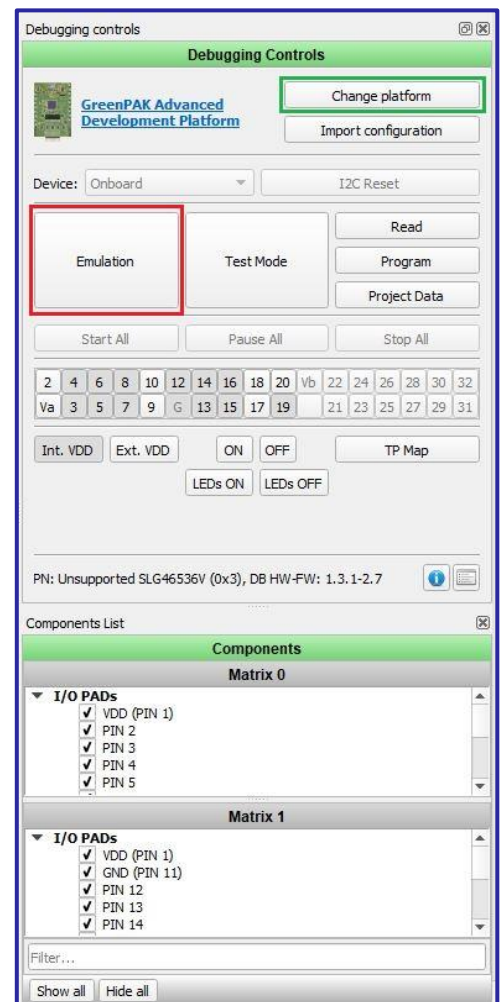 Debugging controls
Debugging Controls
GreenPAK Advanced
Development Platform
Change platform
Import configuration
Device: Onboard I2C Reset
Emulation
Test Mode
Read
Program
Project Data
Start All Pause All Stop All
2 4 6 8 10 12 14 16 18 20 Vb 22 24 26 28 30 32
Va 3 5 7 9 G 13 15 17 19 21 23 25 27 29 31
Int. VDD Ext. VDD ON OFF TP Map
LEDs ON LEDs OFF
PN: Unsupported SLG46536V (0x3), DB HW-FW: 1.3.1-2.7
Components List
Components
Matrix 0
I/O PADs
VDD (PIN 1)
PIN 2
PIN 3
PIN 4
PIN 5
Matrix 1
I/O PADs
VDD (PIN 1)
GND (PIN 11)
PIN 12
PIN 13
PIN 14
Filter...
Show all Hide all